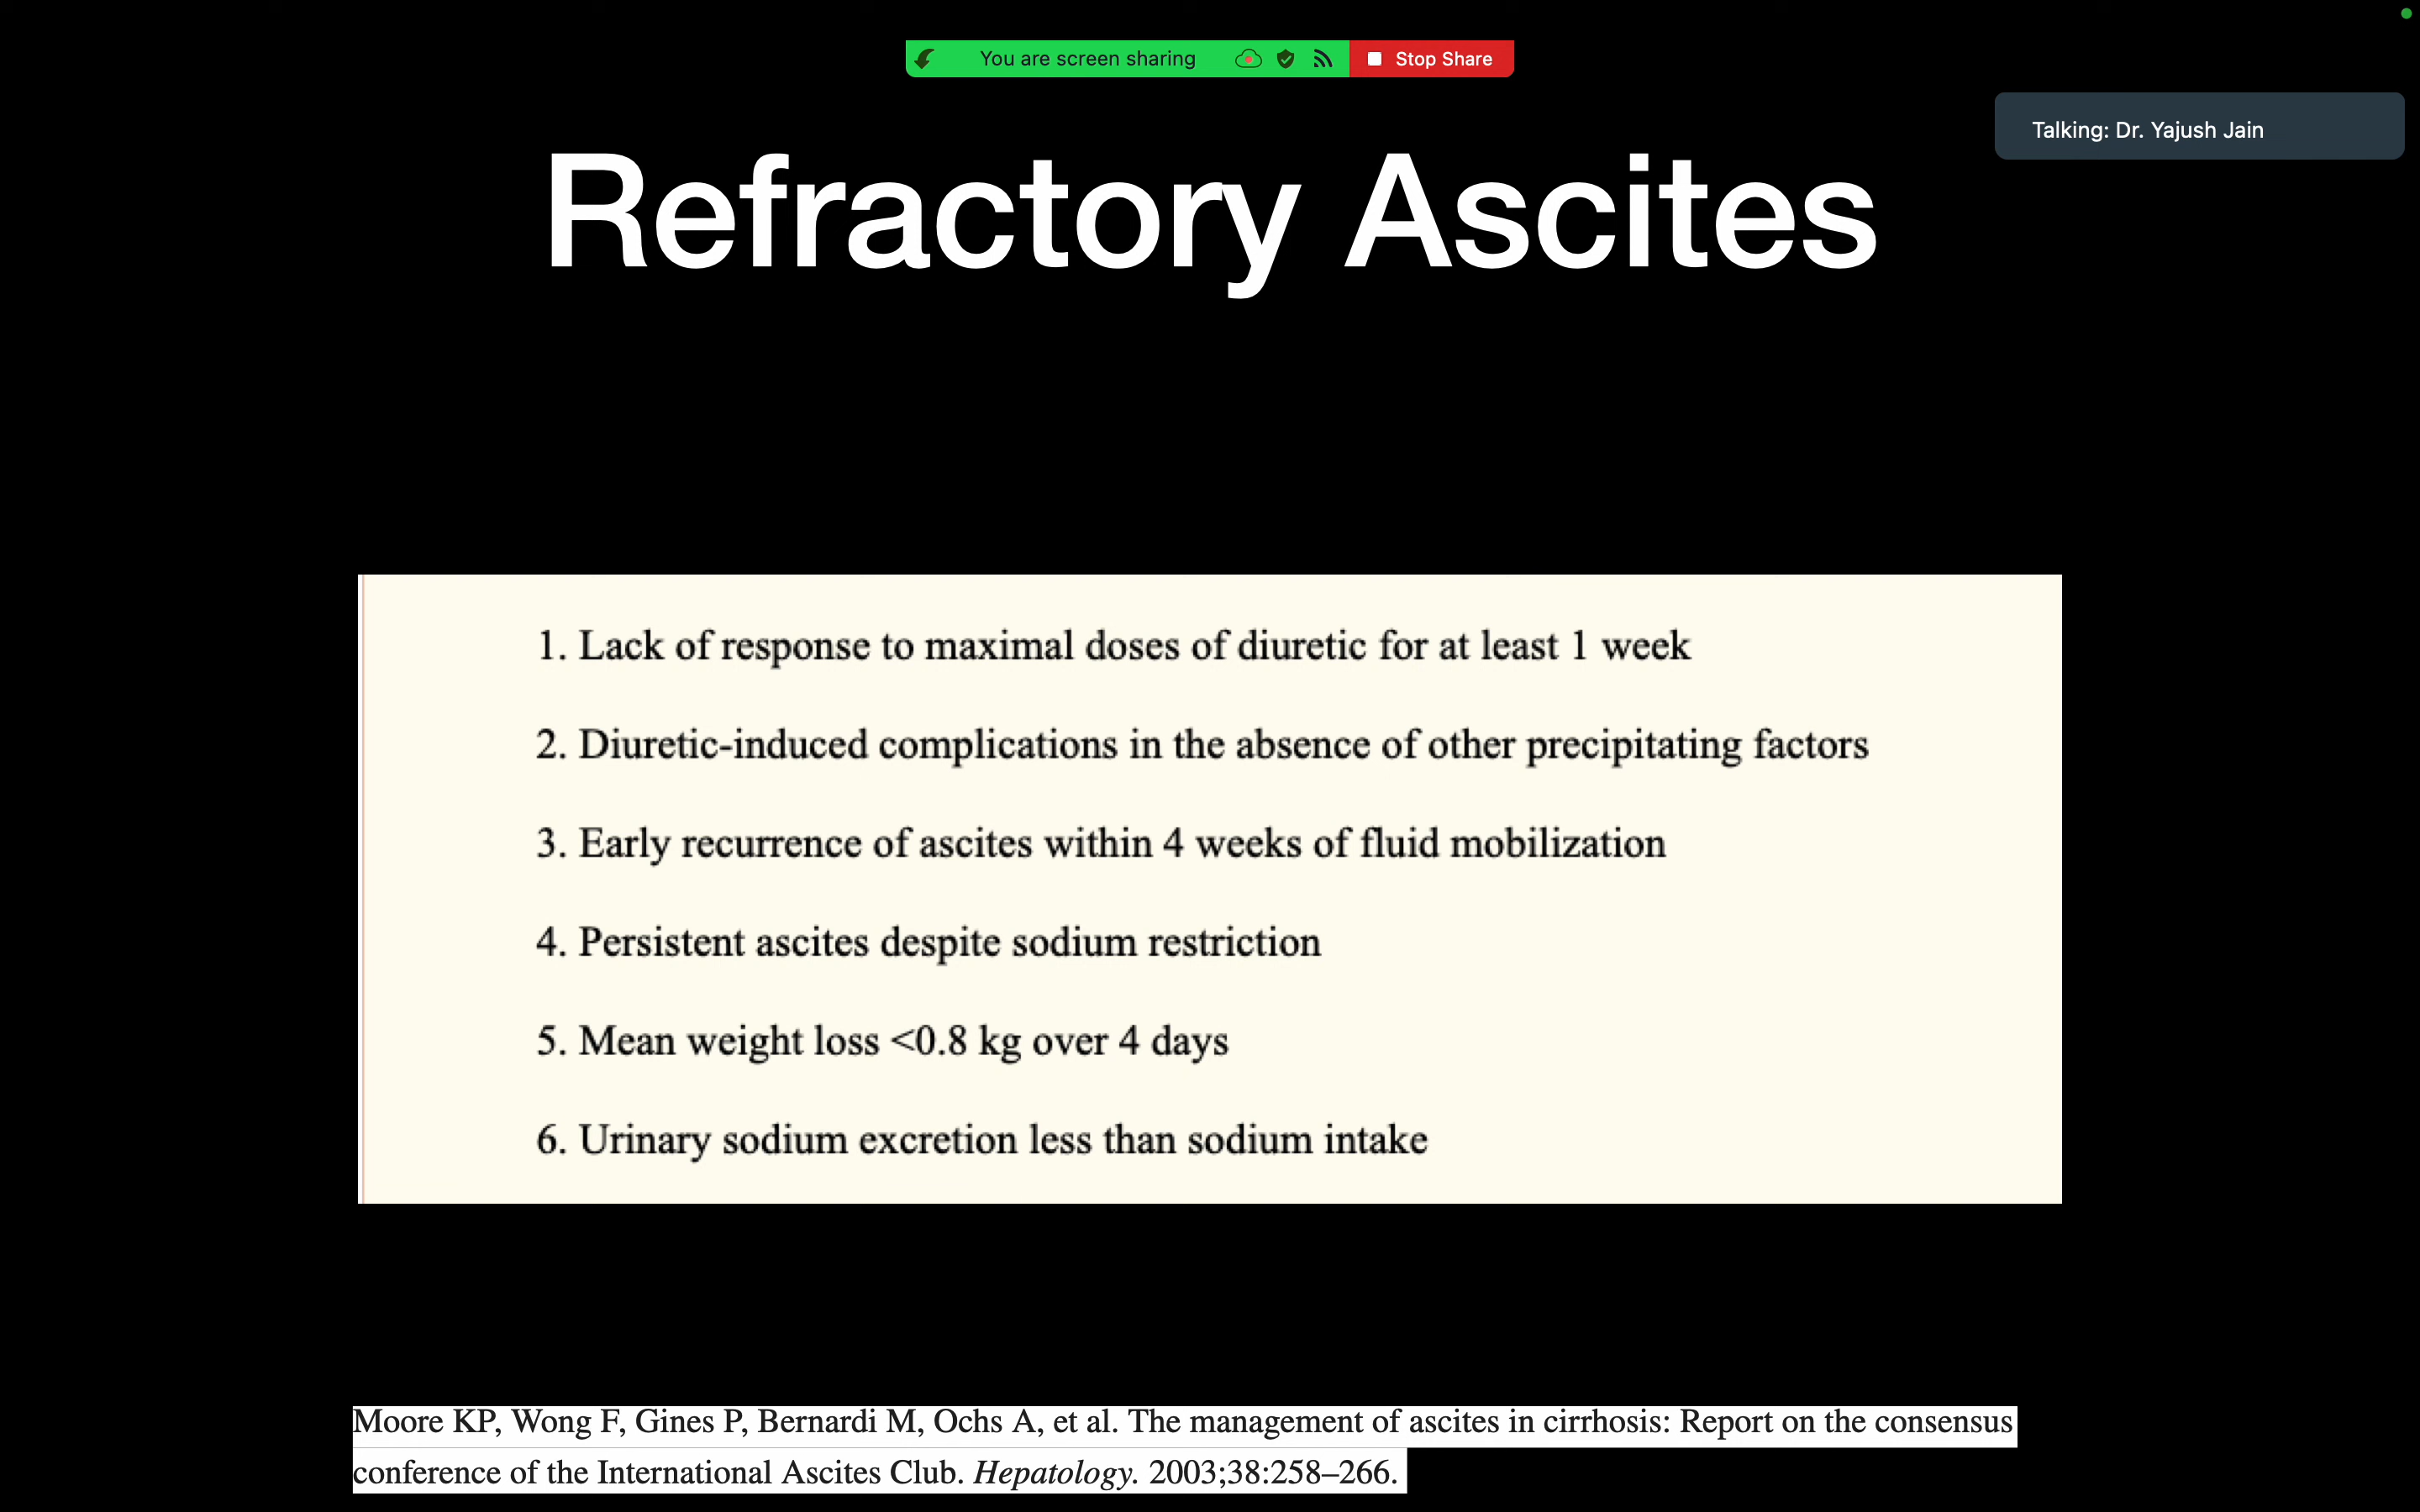 You are screen sharing
Stop Share
Talking: Dr. Yajush Jain
Refractory Ascites
1. Lack of response to maximal doses of diuretic for at least 1 week
2. Diuretic-induced complications in the absence of other precipitating factors
3. Early recurrence of ascites within 4 weeks of fluid mobilization
4. Persistent ascites despite sodium restriction
5. Mean weight loss <0.8 kg over 4 days
6. Urinary sodium excretion less than sodium intake
Moore KP, Wong F, Gines P, Bernardi M, Ochs A, et al. The management of ascites in cirrhosis: Report on the consensus
conference of the International Ascites Club. Hepatology. 2003;38:258–266.